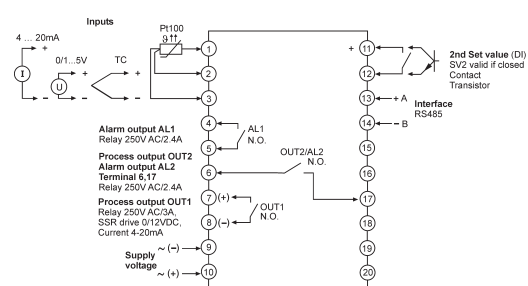 Inputs
Pt100
4 ... 20mA
0/1...5V
TC
ϑ
+
+
+
I
U
−
−
−
1
2
3
4
5
6
7
8
9
10
Alarm output AL1
Relay 250V AC/2.4A
AL1
N.O.
Process output OUT2
Alarm output AL2
Terminal 6,17
Relay 250V AC/2.4A
OUT2/AL2
N.O.
Process output OUT1
Relay 250V AC/3A,
SSR drive 0/12VDC,
Current 4-20mA
(+)
(−)
OUT1
N.O.
Supply
voltage
~ (−)
~ (+)
+
11
12
13
14
15
16
17
18
19
20
2nd Set value (DI)
SV2 valid if closed
Contact
Transistor
+ A
− B
Interface
RS485